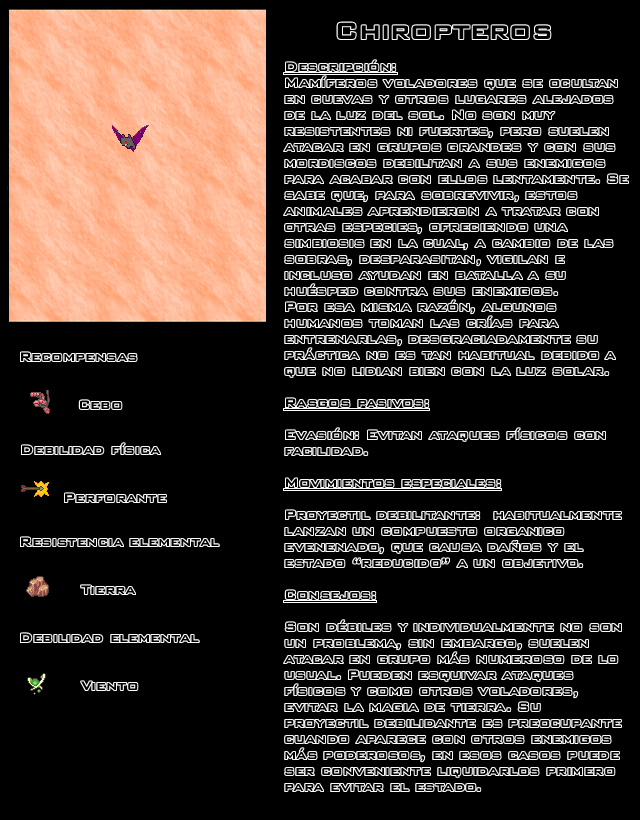 Chiropteros
Descripción:
Mamíferos voladores que se ocultan
en cuevas y otros lugares alejados
de la luz del sol. No son muy
resistentes ni fuertes, pero suelen
atacar en grupos grandes y con sus
mordiscos debilitan a sus enemigos
para acabar con ellos lentamente. Se
sabe que, para sobrevivir, estos
animales aprendieron a tratar con
otras especies, ofreciendo una
simbiosis en la cual, a cambio de las
sobras, desparasitan, vigilan e
incluso ayudan en batalla a su
huésped contra sus enemigos.
Por esa misma razón, algunos
humanos toman las crías para
entrenarlas, desgraciadamente su
práctica no es tan habitual debido a
que no lidian bien con la luz solar.
Rasgos pasivos:
Evasión: Evitan ataques físicos con
facilidad.
Movimientos especiales:
Proyectil debilitante: habitualmente
lanzan un compuesto organico
evenenado, que causa daños y el
estado “reducido” a un objetivo.
Consejos:
Son débiles y individualmente no son
un problema, sin embargo, suelen
atacar en grupo más numeroso de lo
usual. Pueden esquivar ataques
físicos y como otros voladores,
evitar la magia de tierra. Su
proyectil debilidante es preocupante
cuando aparece con otros enemigos
más poderosos, en esos casos puede
ser conveniente liquidarlos primero
para evitar el estado.
Recompensas
Cebo
Debilidad física
Perforante
Resistencia elemental
Tierra
Debilidad elemental
Viento